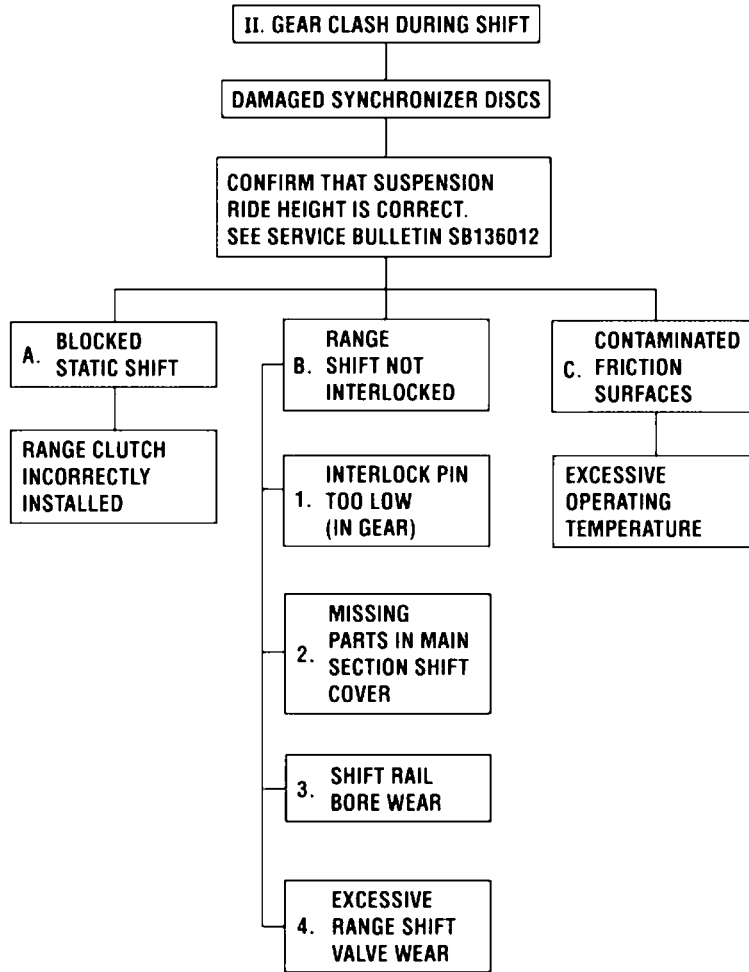 II. GEAR CLASH DURING SHIFT
DAMAGED SYNCHRONIZER DISCS
CONFIRM THAT SUSPENSION
RIDE HEIGHT IS CORRECT.
SEE SERVICE BULLETIN SB136012
A. BLOCKED
STATIC SHIFT
RANGE CLUTCH
INCORRECTLY
INSTALLED
RANGE
B. SHIFT NOT
INTERLOCKED
INTERLOCK PIN
1. TOO LOW
(IN GEAR)
MISSING
PARTS IN MAIN
2. SECTION SHIFT
COVER
3. SHIFT RAIL
BORE WEAR
EXCESSIVE
4. RANGE SHIFT
VALVE WEAR
CONTAMINATED
C. FRICTION
SURFACES
EXCESSIVE
OPERATING
TEMPERATURE